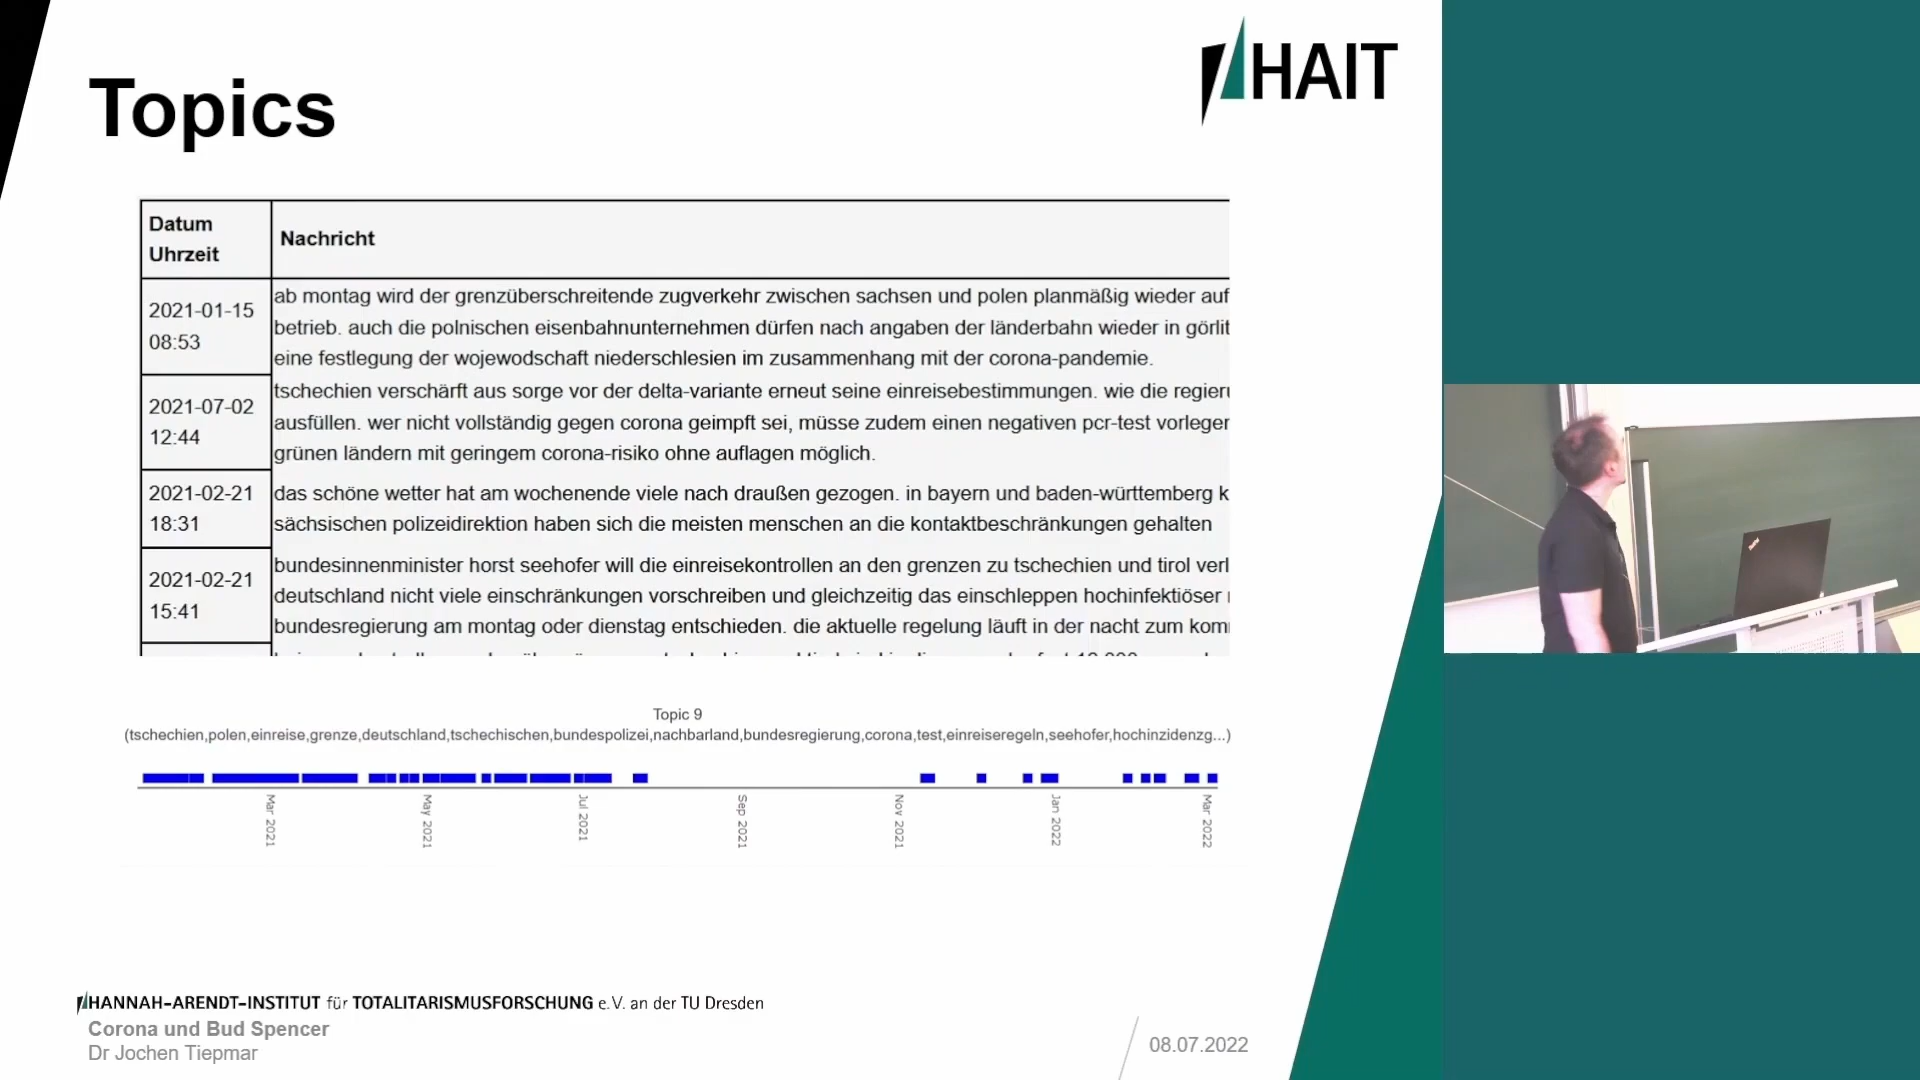 Topics
HAIT
Datum
Uhrzeit
Nachricht
2021-01-15
08:53
ab montag wird der grenzüberschreitende zugverkehr zwischen sachsen und polen planmäßig wieder auf
betrieb. auch die polnischen eisenbahnunternehmen dürfen nach angaben der länderbahn wieder in görlit
eine festlegung der wojewodschaft niederschlesien im zusammenhang mit der corona-pandemie.
2021-07-02
12:44
tschechien verschärft aus sorge vor der delta-variante erneut seine einreisebestimmungen. wie die regieru
ausfüllen. wer nicht vollständig gegen corona geimpft sei, müsse zudem einen negativen pcr-test vorleger
grünen ländern mit geringem corona-risiko ohne auflagen möglich.
2021-02-21
18:31
das schöne wetter hat am wochenende viele nach draußen gezogen. in bayern und baden-württemberg k
sächsischen polizeidirektion haben sich die meisten menschen an die kontaktbeschränkungen gehalten
2021-02-21
15:41
bundesinnenminister horst seehofer will die einreisekontrollen an den grenzen zu tschechien und tirol verl
deutschland nicht viele einschränkungen vorschreiben und gleichzeitig das einschleppen hochinfektiöser
bundesregierung am montag oder dienstag entschieden. die aktuelle regelung läuft in der nacht zum kom
Topic 9
(tschechien,polen,einreise,grenze,deutschland,tschechischen,bundespolizei,nachbarland,bundesregierung,corona,test,einreiseregeln,seehofer,hochinzidenzg...)
Mar 2021
May 2021
Jul 2021
Sep 2021
Nov 2021
Jan 2022
Mar 2022
HANNAH-ARENDT-INSTITUT für TOTALITARISMUSFORSCHUNG e.V. an der TU Dresden
Corona und Bud Spencer
Dr Jochen Tiepmar
08.07.2022